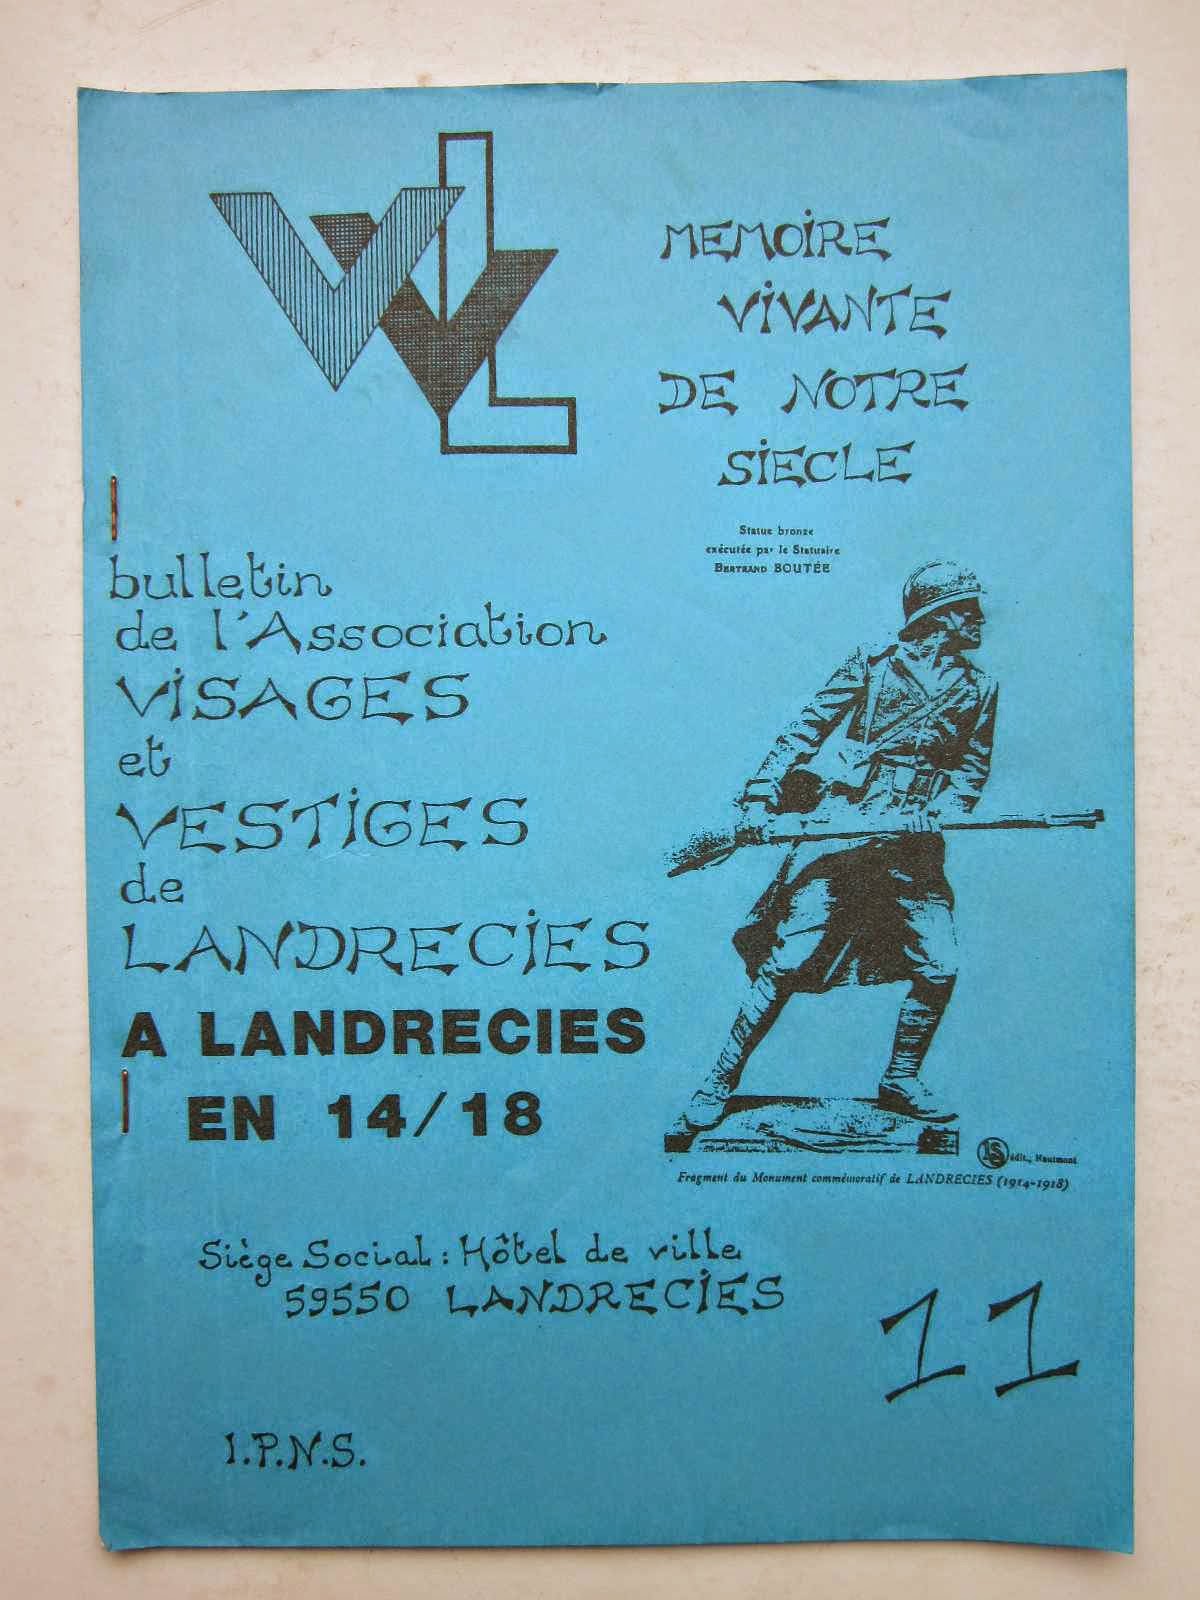 VVL
MEMOIRE
VIVANTE
DE NOTRE
SIECLE
Statue bronze
exécutée par le Statuaire
BERTRAND BOUTÉE
bulletin
de l'Association
VISAGES
et
VESTIGES
de
LANDRECIES
A LANDRECIES
EN 14/18
édit., Hautmont
Fragment du Monument commémoratif de LANDRECIES (1914-1918)
Siège Social : Hôtel de ville
59550 LANDRECIES
11
I.P.N.S.